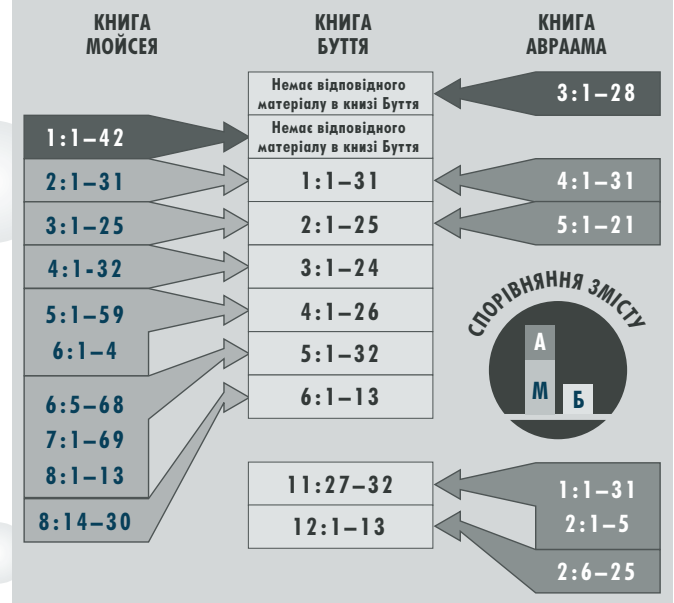 КНИГА
МОЙСЕЯ
КНИГА
БУТТЯ
КНИГА
АВРААМА
Немає відповідного
матеріалу в книзі Буття
3:1–28
1:1–42
Немає відповідного
матеріалу в книзі Буття
2:1–31
1:1–31
4:1–31
3:1–25
2:1–25
5:1–21
4:1-32
3:1–24
5:1–59
6:1–4
4:1–26
5:1–32
6:5–68
7:1–69
8:1–13
6:1–13
8:14–30
СПОРІВНЯННЯ ЗМІСТУ
А
М
Б
11:27–32
1:1–31
2:1–5
12:1–13
2:6–25